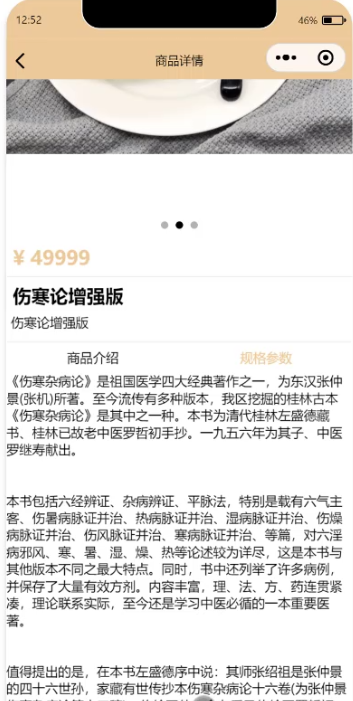 12:52
46%
商品详情
¥ 49999
伤寒论增强版
伤寒论增强版
商品介绍
规格参数
《伤寒杂病论》是祖国医学四大经典著作之一，为东汉张仲
景(张机)所著。至今流传有多种版本，我区挖掘的桂林古本
《伤寒杂病论》是其中之一种。本书为清代桂林左盛德藏
书、桂林已故老中医罗哲初手抄。一九五六年为其子、中医
罗继寿献出。
本书包括六经辨证、杂病辨证、平脉法，特别是载有六气主
客、伤暑病脉证并治、热病脉证并治、湿病脉证并治、伤燥
病脉证并治、伤风脉证并治、寒病脉证并治、等篇，对六淫
病邪风、寒、暑、湿、燥、热等论述较为详尽，这是本书与
其他版本不同之最大特点。同时，书中还列举了许多病例，
并保存了大量有效方剂。内容丰富，理、法、方、药连贯紧
凑，理论联系实际，至今还是学习中医必循的一本重要医
著。
值得提出的是，在本书左盛德序中说：其师张绍祖是张仲景
的四十六世孙，家藏有世传抄本伤寒杂病论十六卷(为张仲景